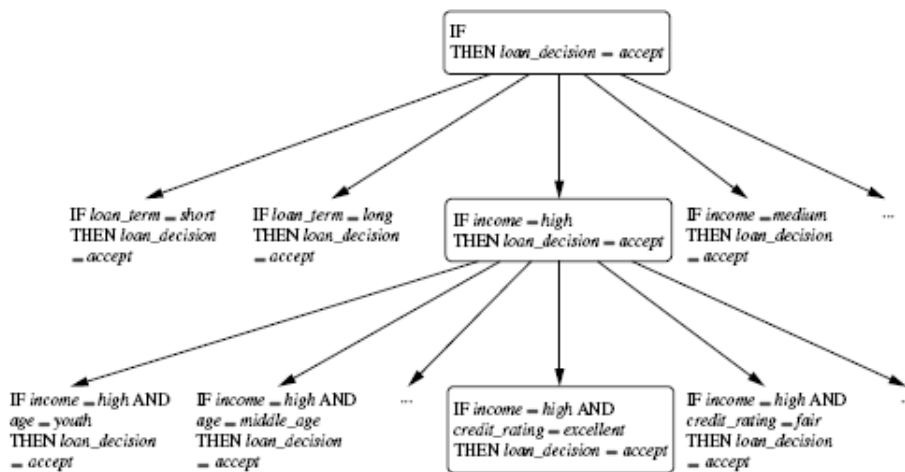 IF
THEN loan_decision = accept
IF loan_term = short
THEN loan_decision
= accept
IF loan_term = long
THEN loan_decision
= accept
IF income = high
THEN loan_decision = accept
IF income = medium
THEN loan_decision
= accept
...
IF income = high AND
age = youth
THEN loan_decision
= accept
IF income = high AND
age = middle_age
THEN loan_decision
= accept
...
IF income = high AND
credit_rating = excellent
THEN loan_decision = accept
IF income = high AND
credit_rating = fair
THEN loan_decision
= accept
...